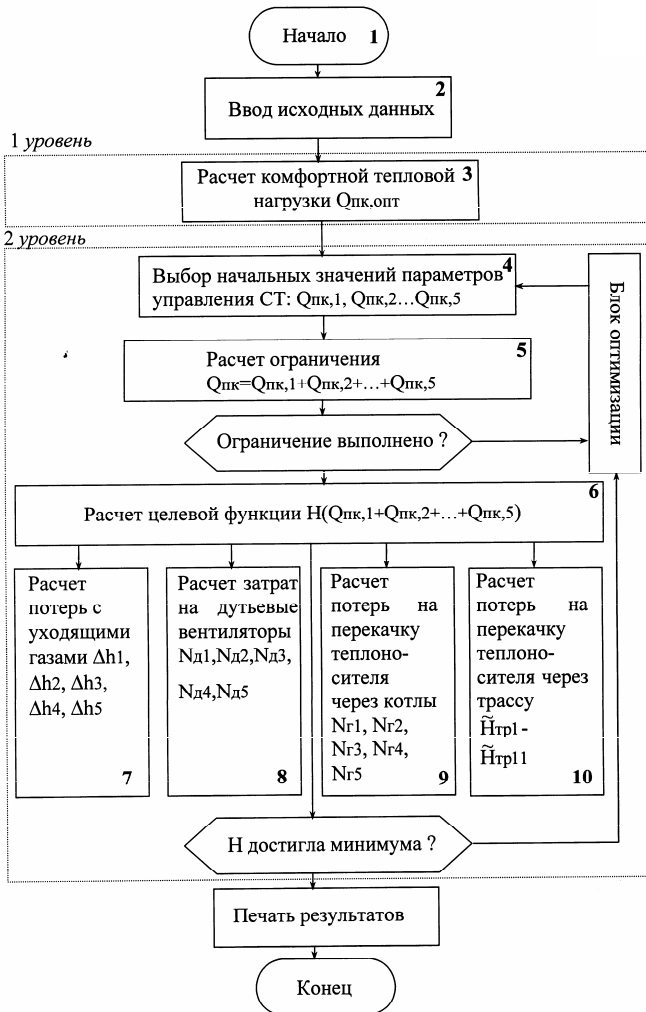 Начало 1
2
Ввод исходных данных
1 уровень
Расчет комфортной тепловой 3
нагрузки Qпк,опт
2 уровень
4
Выбор начальных значений параметров
управления СТ: Qпк,1, Qпк,2…Qпк,5
Блок оптимизации
5
Расчет ограничения
Qпк=Qпк,1+Qпк,2+…+Qпк,5
Ограничение выполнено ?
6
Расчет целевой функции H(Qпк,1+Qпк,2+…+Qпк,5)
Расчет
потерь с
уходящими
газами Δh1,
Δh2, Δh3,
Δh4, Δh5
7
Расчет затрат
на дутьевые
вентиляторы
Nд1,Nд2,Nд3,
Nд4,Nд5
8
Расчет
потерь на
перекачку
теплоно-
сителя
через котлы
Nг1, Nг2,
Nг3, Nг4,
Nг5
9
Расчет
потерь на
перекачку
теплоно-
сителя через
трассу
H̃тр1-
H̃тр11
10
Н достигла минимума ?
Печать результатов
Конец